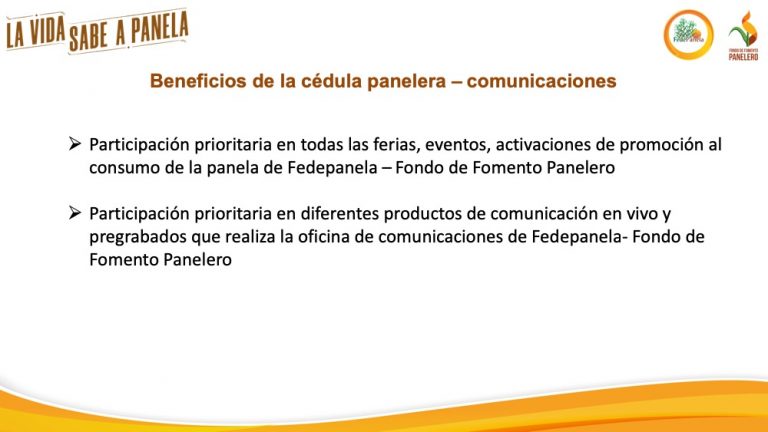 LA VIDA
SABE A PANELA
FedePanela
FONDO DE FOMENTO
PANELERO
Beneficios de la cédula panelera – comunicaciones
➢ Participación prioritaria en todas las ferias, eventos, activaciones de promoción al
consumo de la panela de Fedepanela – Fondo de Fomento Panelero
➢ Participación prioritaria en diferentes productos de comunicación en vivo y
pregrabados que realiza la oficina de comunicaciones de Fedepanela- Fondo de
Fomento Panelero